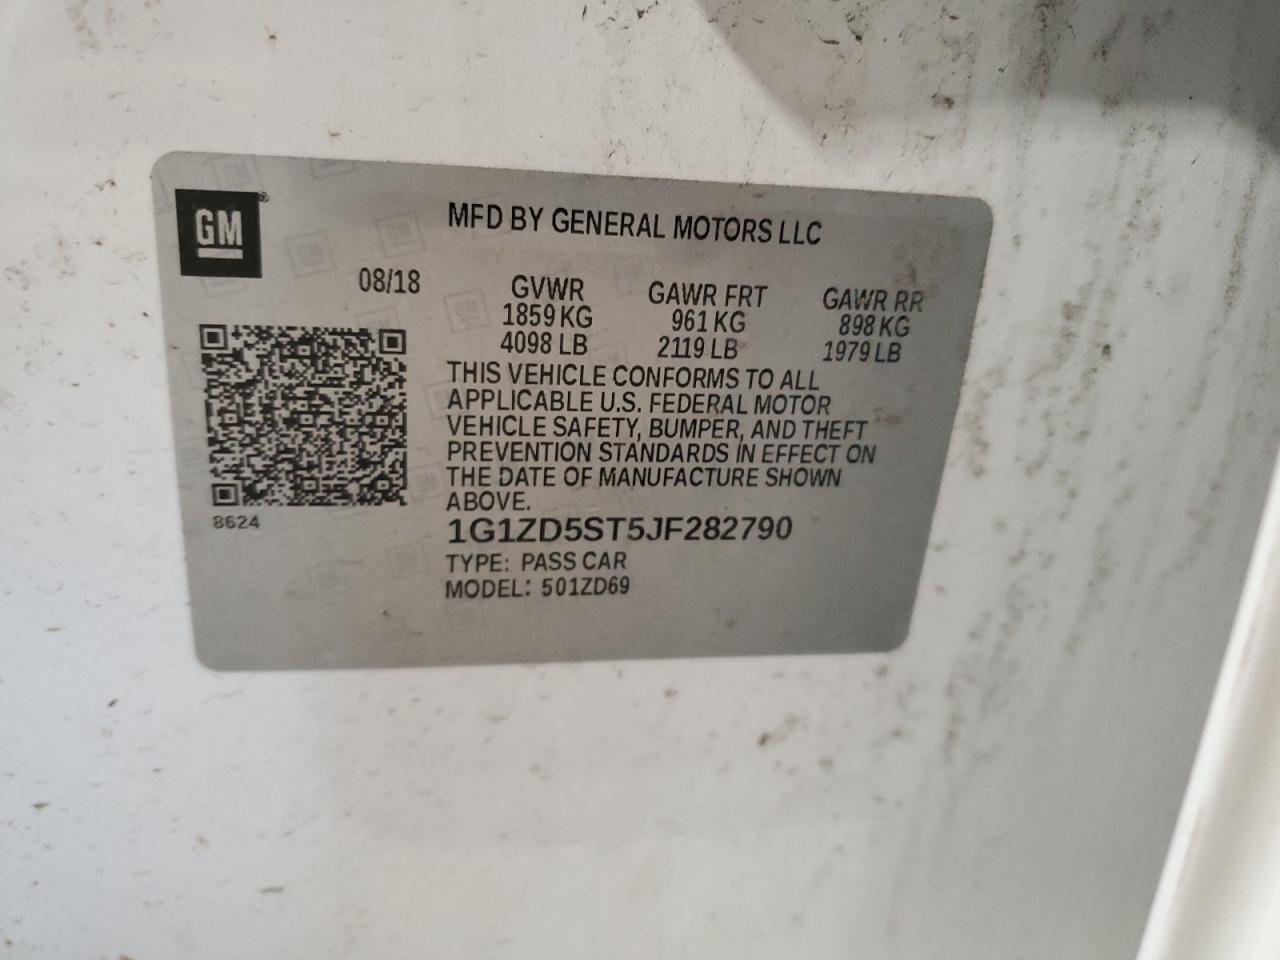 GM®
MFD BY GENERAL MOTORS LLC
08/18
GVWR GAWR FRT GAWR RR
1859 KG 961 KG 898 KG
4098 LB 2119 LB 1979 LB
THIS VEHICLE CONFORMS TO ALL
APPLICABLE U.S. FEDERAL MOTOR
VEHICLE SAFETY, BUMPER, AND THEFT
PREVENTION STANDARDS IN EFFECT ON
THE DATE OF MANUFACTURE SHOWN
ABOVE.
8624
1G1ZD5ST5JF282790
TYPE: PASS CAR
MODEL: 501ZD69